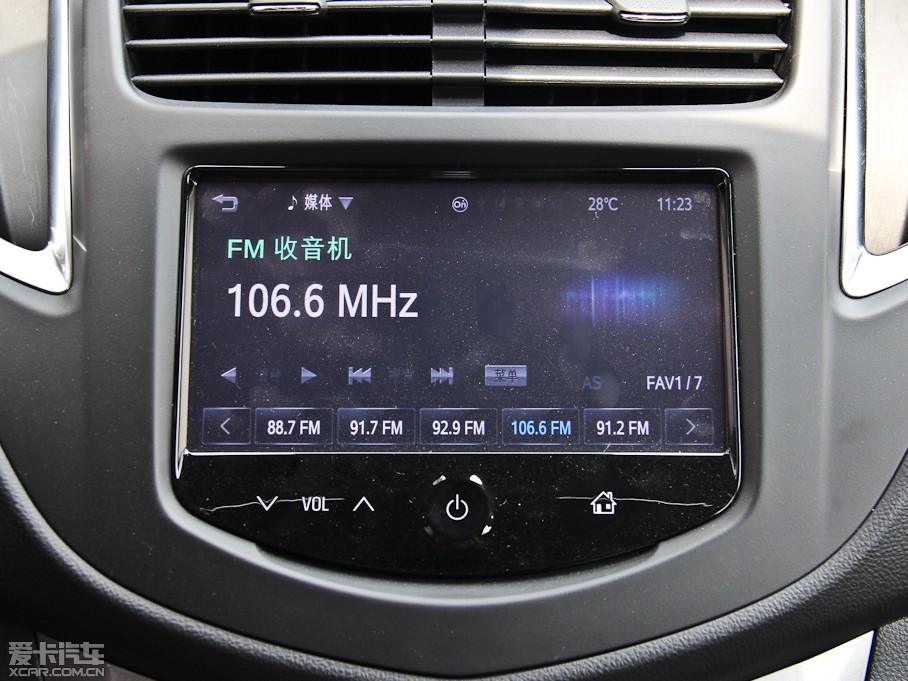 媒体 On 28℃ 11:23
FM 收音机
106.6 MHz
菜单 AS FAV1 / 7
88.7 FM 91.7 FM 92.9 FM 106.6 FM 91.2 FM
VOL
爱卡汽车
XCAR.COM.CN